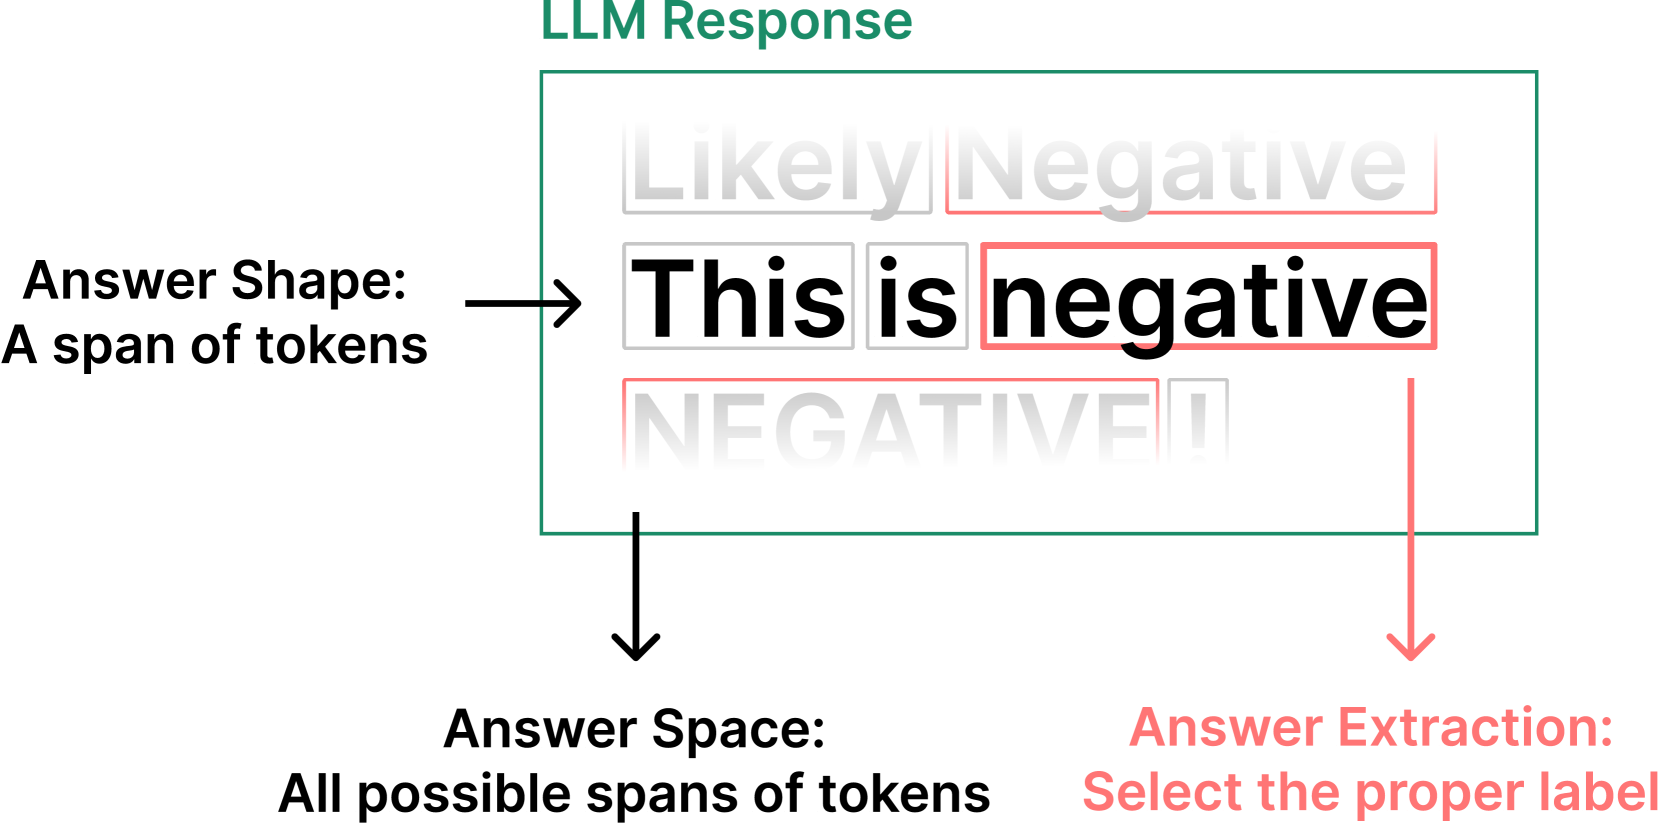 LLM Response
Likely Negative
This is negative
NEGATIVE !
Answer Shape:
A span of tokens
Answer Space:
All possible spans of tokens
Answer Extraction:
Select the proper label